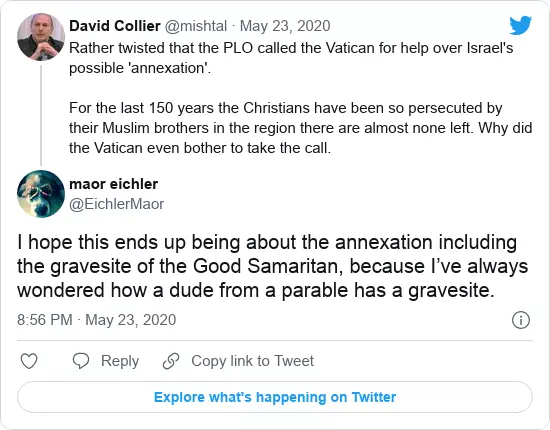 David Collier @mishtal · May 23, 2020
Rather twisted that the PLO called the Vatican for help over Israel's
possible 'annexation'.
For the last 150 years the Christians have been so persecuted by
their Muslim brothers in the region there are almost none left. Why did
the Vatican even bother to take the call.
maor eichler
@EichlerMaor
I hope this ends up being about the annexation including
the gravesite of the Good Samaritan, because I’ve always
wondered how a dude from a parable has a gravesite.
8:56 PM · May 23, 2020
Reply
Copy link to Tweet
Explore what's happening on Twitter